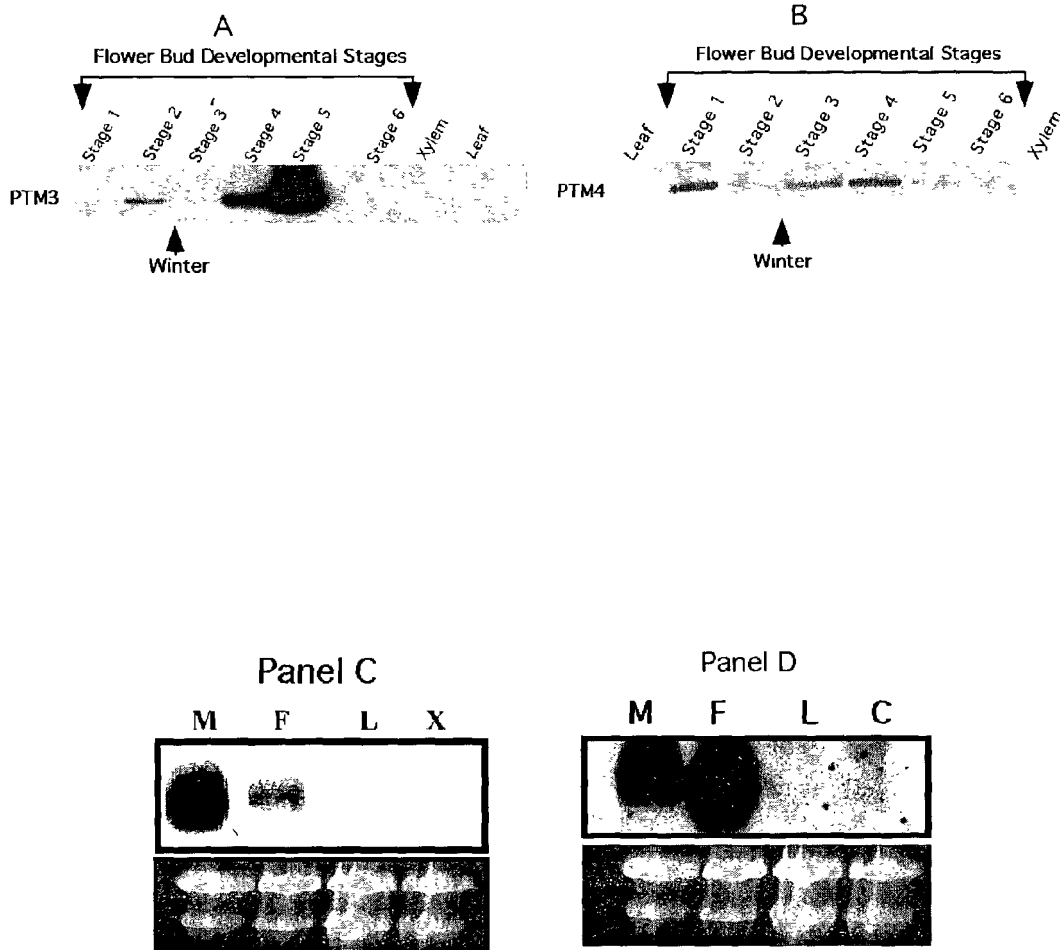 A
Flower Bud Developmental Stages
Stage 1 Stage 2 Stage 3 Stage 4 Stage 5 Stage 6 Xylem Leaf
PTM3
Winter
B
Flower Bud Developmental Stages
Leaf Stage 1 Stage 2 Stage 3 Stage 4 Stage 5 Stage 6 Xylem
PTM4
Winter
Panel C
M F L X
Panel D
M F L C